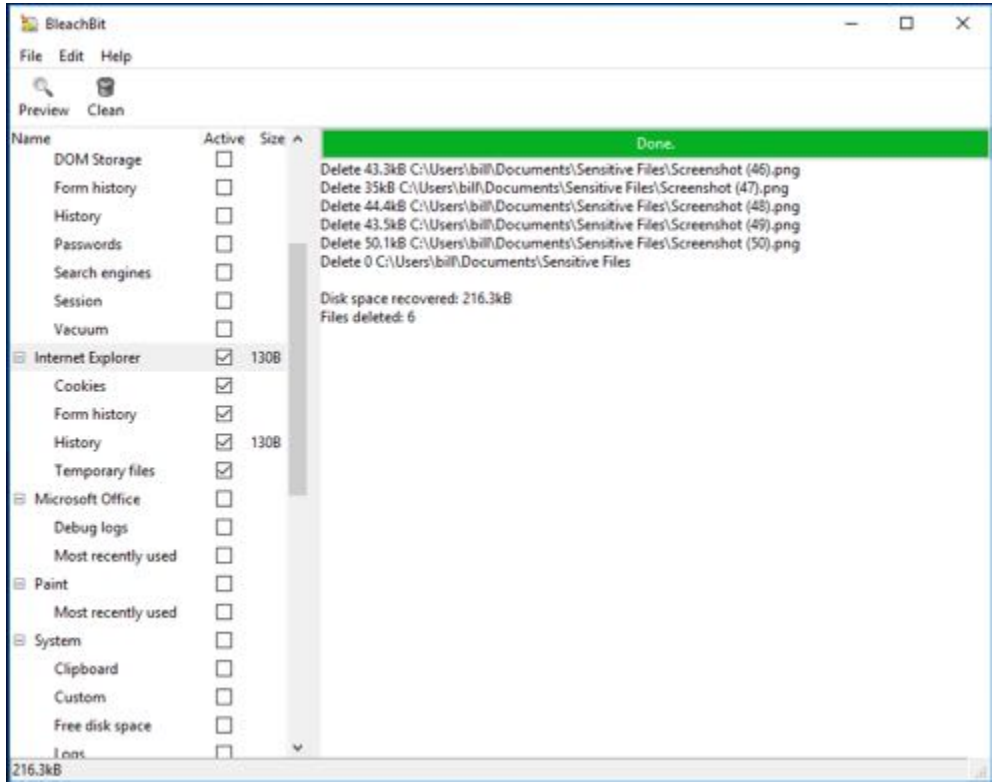 BleachBit
File Edit Help
Preview Clean
Name Active Size
DOM Storage
Form history
History
Passwords
Search engines
Session
Vacuum
Internet Explorer 130B
Cookies
Form history
History 130B
Temporary files
Microsoft Office
Debug logs
Most recently used
Paint
Most recently used
System
Clipboard
Custom
Free disk space
Logs
Done.
Delete 43.3kB C:\Users\bill\Documents\Sensitive Files\Screenshot (46).png
Delete 35kB C:\Users\bill\Documents\Sensitive Files\Screenshot (47).png
Delete 44.4kB C:\Users\bill\Documents\Sensitive Files\Screenshot (48).png
Delete 43.5kB C:\Users\bill\Documents\Sensitive Files\Screenshot (49).png
Delete 50.1kB C:\Users\bill\Documents\Sensitive Files\Screenshot (50).png
Delete 0 C:\Users\bill\Documents\Sensitive Files
Disk space recovered: 216.3kB
Files deleted: 6
216.3kB